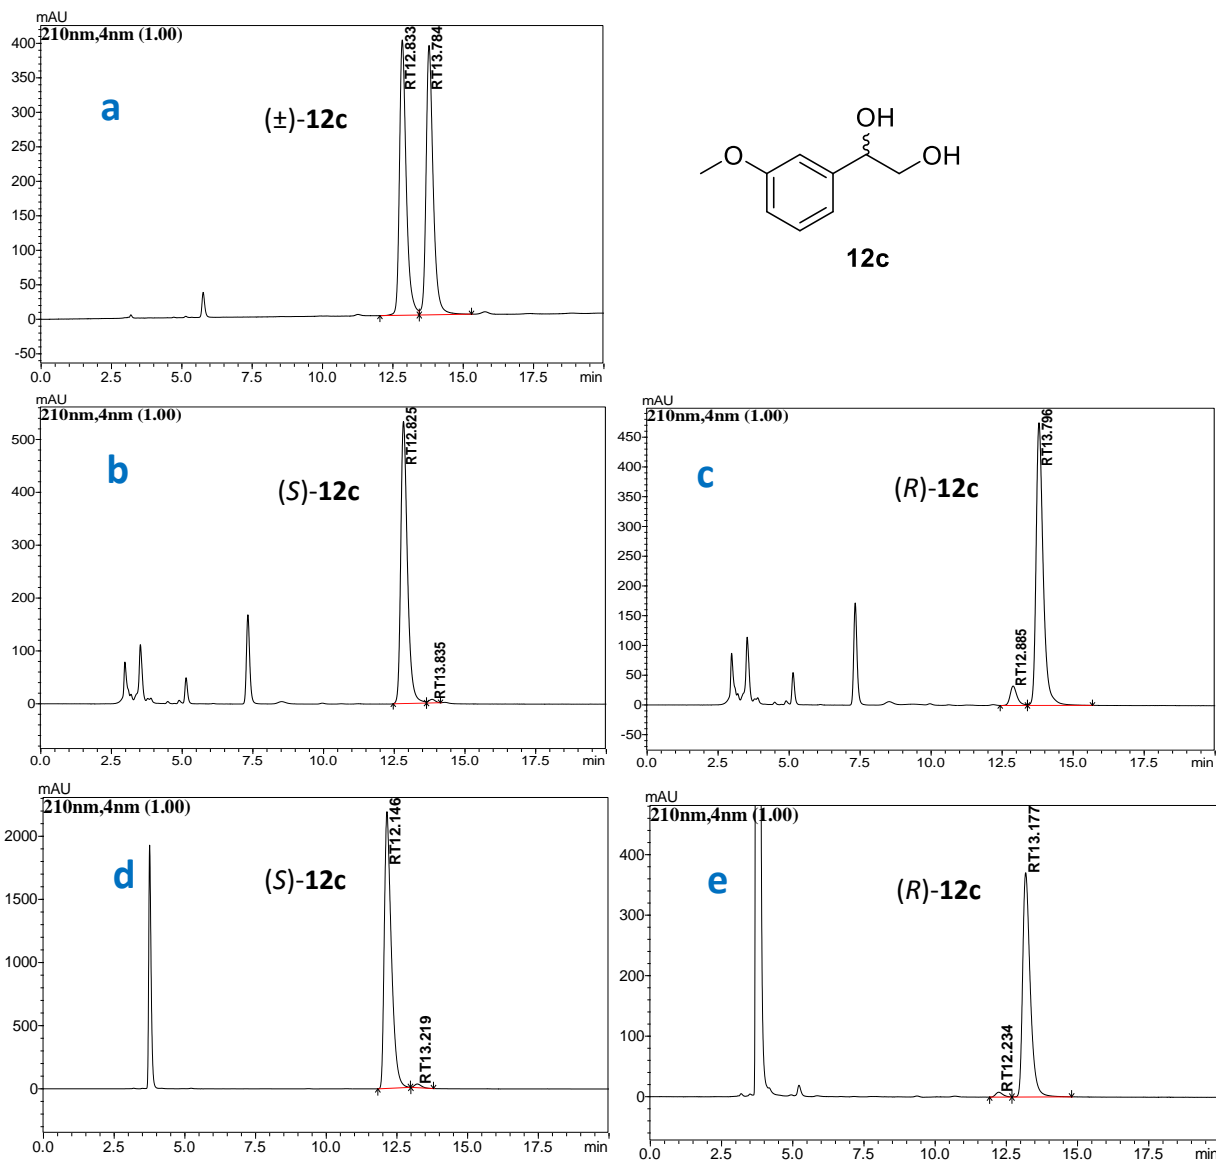 mAU
210nm,4nm (1.00)
400
350
300
250
200
150
100
50
0
-50
RT12.833
RT13.784
a
(±)-12c
0.0 2.5 5.0 7.5 10.0 12.5 15.0 17.5 min
OH
OH
O
12c
mAU
210nm,4nm (1.00)
500
400
300
200
100
0
RT12.825
RT13.835
b
(S)-12c
0.0 2.5 5.0 7.5 10.0 12.5 15.0 17.5 min
mAU
210nm,4nm (1.00)
450
400
350
300
250
200
150
100
50
0
-50
RT12.885
RT13.796
c
(R)-12c
0.0 2.5 5.0 7.5 10.0 12.5 15.0 17.5 min
mAU
210nm,4nm (1.00)
2000
1500
1000
500
0
RT12.146
RT13.219
d
(S)-12c
0.0 2.5 5.0 7.5 10.0 12.5 15.0 17.5 min
mAU
210nm,4nm (1.00)
400
300
200
100
0
RT12.234
RT13.177
e
(R)-12c
0.0 2.5 5.0 7.5 10.0 12.5 15.0 17.5 min